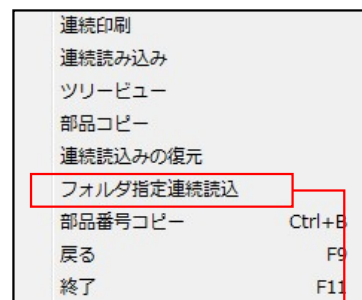 連続印刷
連続読み込み
ツリービュー
部品コピー
連続読込みの復元
フォルダ指定連続読込
部品番号コピー Ctrl+B
戻る F9
終了 F11